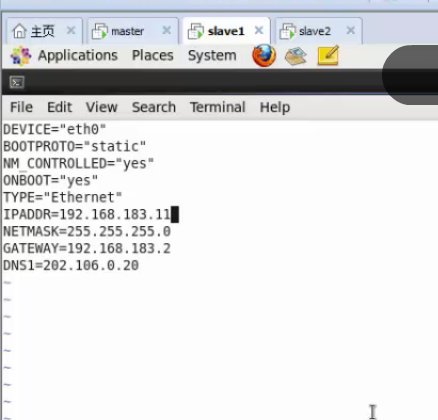 主页 master slave1 slave2
Applications Places System
File Edit View Search Terminal Help
DEVICE="eth0"
BOOTPROTO="static"
NM_CONTROLLED="yes"
ONBOOT="yes"
TYPE="Ethernet"
IPADDR=192.168.183.11
NETMASK=255.255.255.0
GATEWAY=192.168.183.2
DNS1=202.106.0.20
~
~
~
~
~
~
~
~